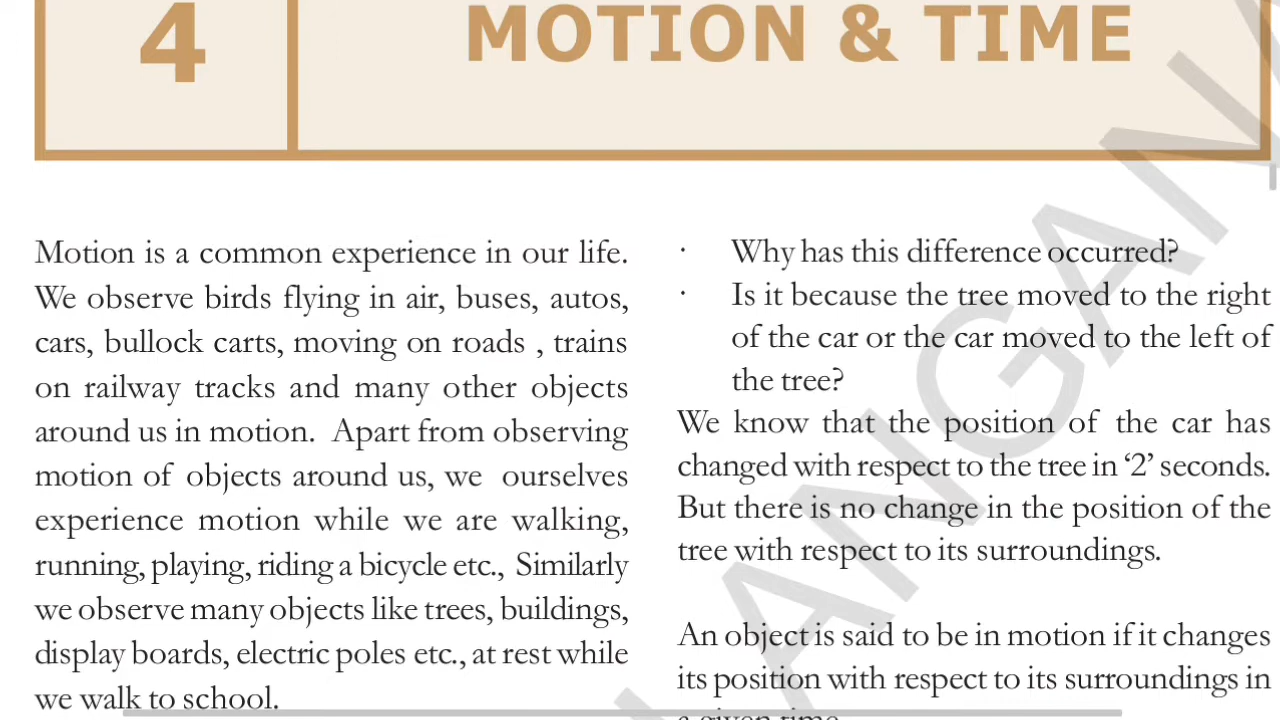 4
MOTION & TIME
Motion is a common experience in our life.
We observe birds flying in air, buses, autos,
cars, bullock carts, moving on roads , trains
on railway tracks and many other objects
around us in motion. Apart from observing
motion of objects around us, we ourselves
experience motion while we are walking,
running, playing, riding a bicycle etc., Similarly
we observe many objects like trees, buildings,
display boards, electric poles etc., at rest while
we walk to school.
· Why has this difference occurred?
· Is it because the tree moved to the right
of the car or the car moved to the left of
the tree?
We know that the position of the car has
changed with respect to the tree in ‘2’ seconds.
But there is no change in the position of the
tree with respect to its surroundings.
An object is said to be in motion if it changes
its position with respect to its surroundings in
a given time.